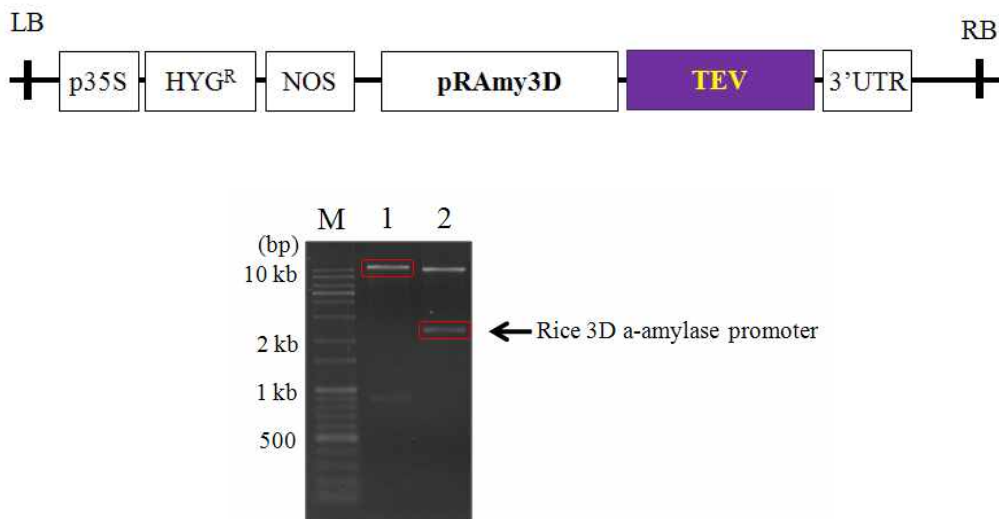 LB
RB
p35S
HYGᴿ
NOS
pRAmy3D
TEV
3’UTR
M 1 2
(bp)
10 kb
2 kb
1 kb
500
Rice 3D a-amylase promoter